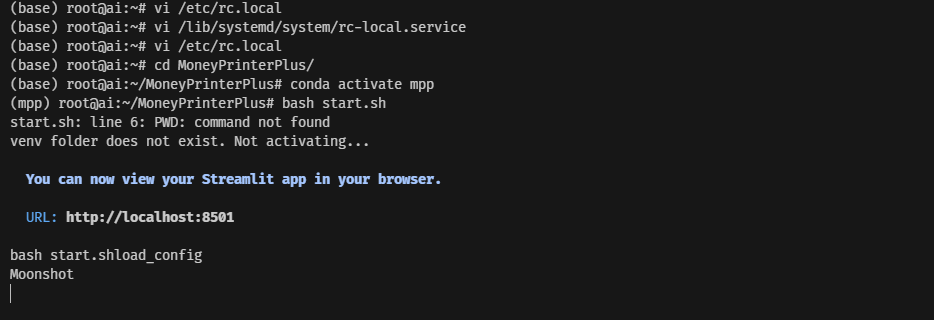 (base) root@ai:~# vi /etc/rc.local
(base) root@ai:~# vi /lib/systemd/system/rc-local.service
(base) root@ai:~# vi /etc/rc.local
(base) root@ai:~# cd MoneyPrinterPlus/
(base) root@ai:~/MoneyPrinterPlus# conda activate mpp
(mpp) root@ai:~/MoneyPrinterPlus# bash start.sh
start.sh: line 6: PWD: command not found
venv folder does not exist. Not activating...
You can now view your Streamlit app in your browser.
URL: http://localhost:8501
bash start.shload_config
Moonshot